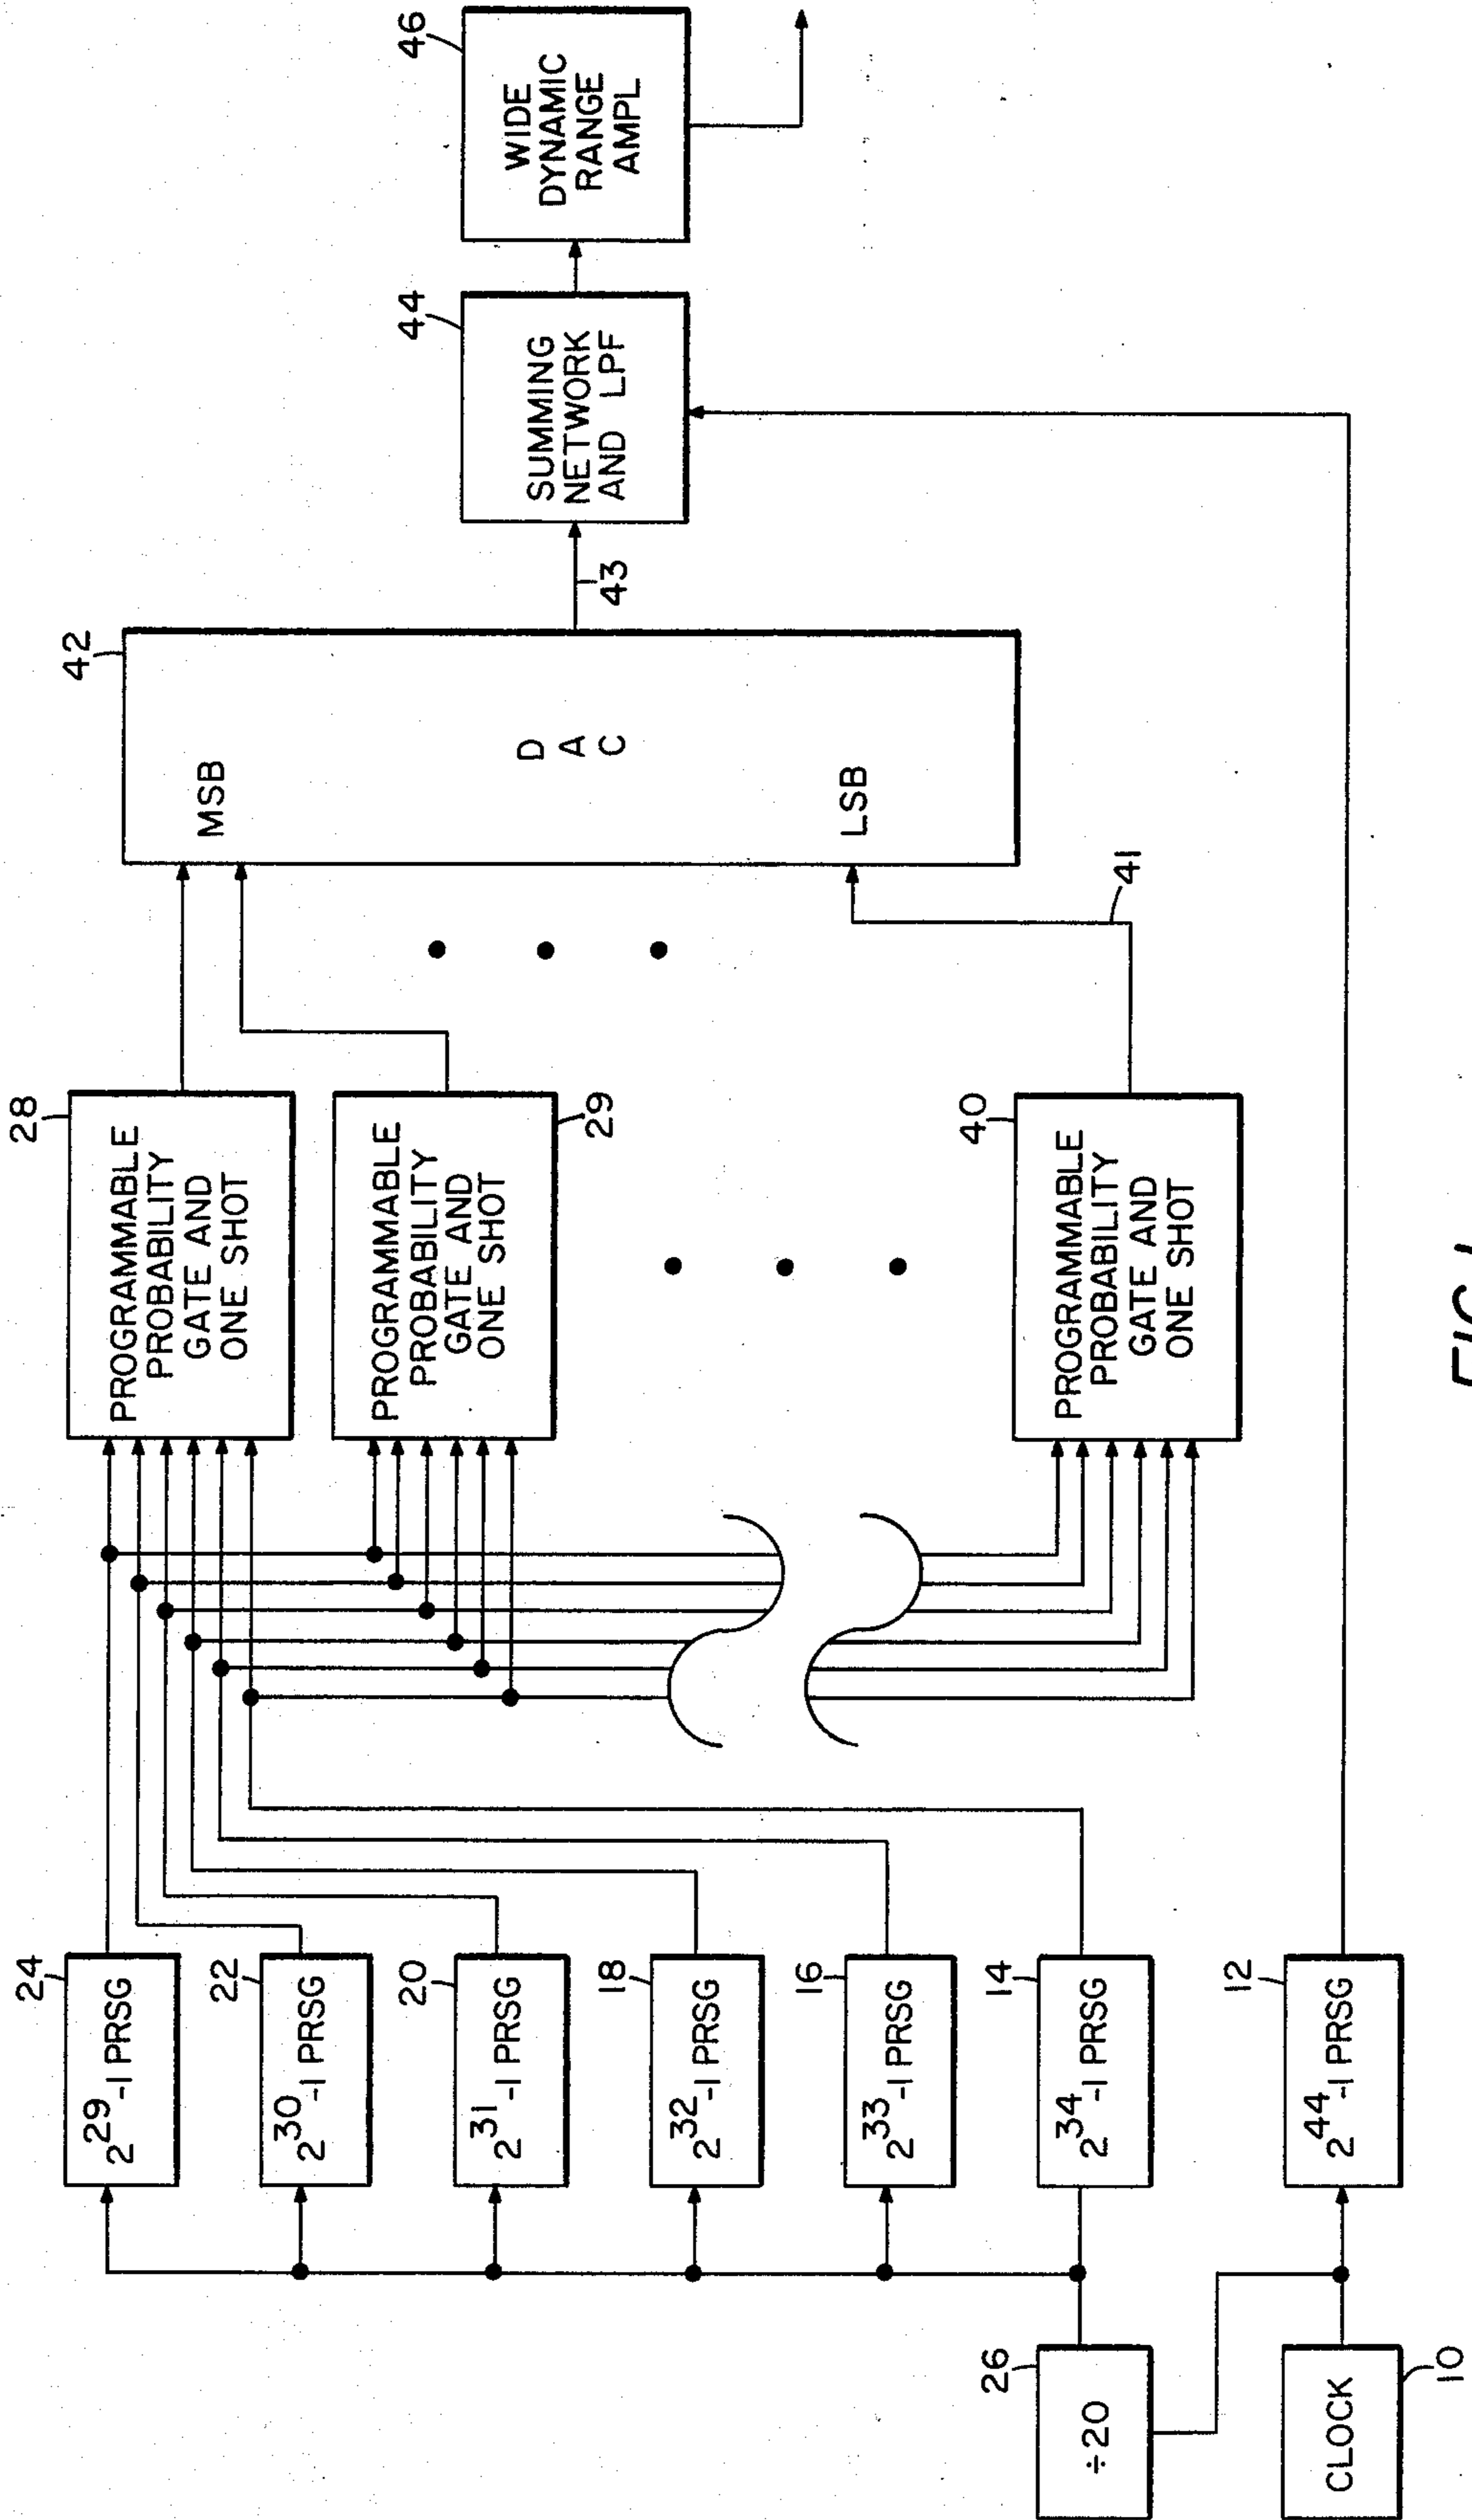 24
2^29-1 PRSG
22
2^30-1 PRSG
20
2^31-1 PRSG
18
2^32-1 PRSG
16
2^33-1 PRSG
14
2^34-1 PRSG
12
2^44-1 PRSG
26
÷20
CLOCK
10
28
PROGRAMMABLE
PROBABILITY
GATE AND
ONE SHOT
PROGRAMMABLE
PROBABILITY
GATE AND
ONE SHOT
29
40
PROGRAMMABLE
PROBABILITY
GATE AND
ONE SHOT
41
42
MSB
D
A
C
LSB
43
44
SUMMING
NETWORK
AND LPF
46
WIDE
DYNAMIC
RANGE
AMPL